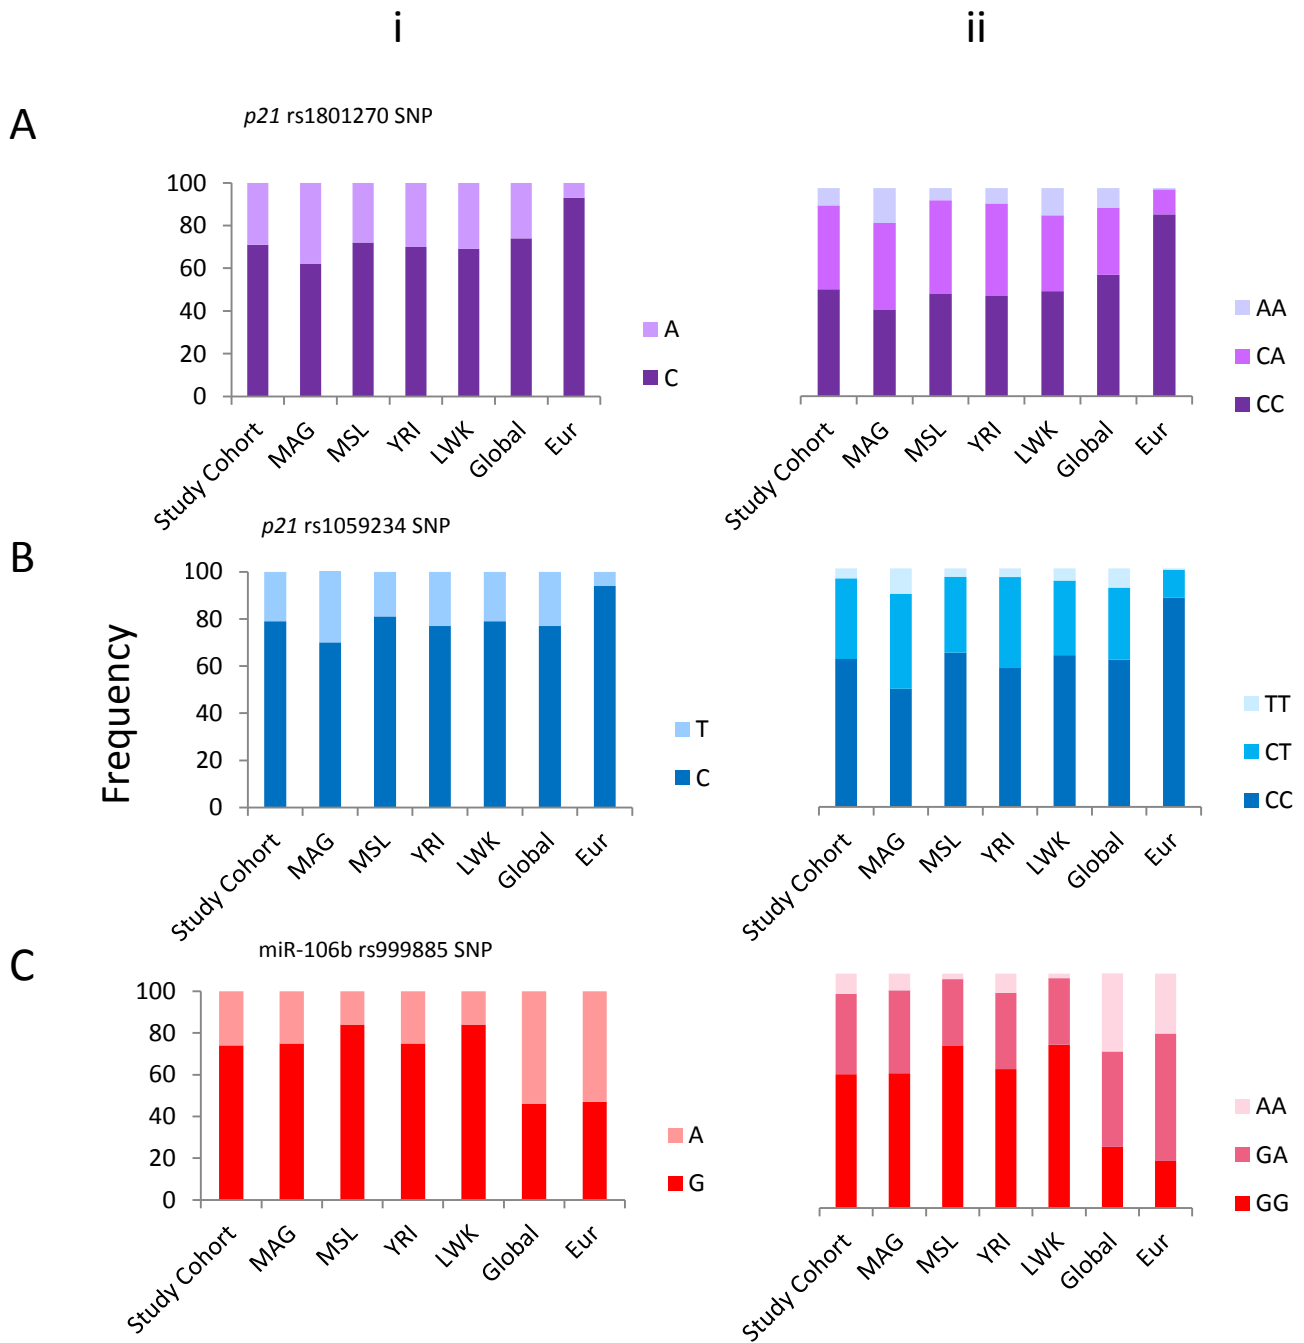 i
ii
A
p21 rs1801270 SNP
100
80
60
40
20
0
A
C
Study Cohort
MAG
MSL
YRI
LWK
Global
Eur
AA
CA
CC
Study Cohort
MAG
MSL
YRI
LWK
Global
Eur
B
p21 rs1059234 SNP
Frequency
100
80
60
40
20
0
T
C
Study Cohort
MAG
MSL
YRI
LWK
Global
Eur
TT
CT
CC
Study Cohort
MAG
MSL
YRI
LWK
Global
Eur
C
miR-106b rs999885 SNP
100
80
60
40
20
0
A
G
Study Cohort
MAG
MSL
YRI
LWK
Global
Eur
AA
GA
GG
Study Cohort
MAG
MSL
YRI
LWK
Global
Eur